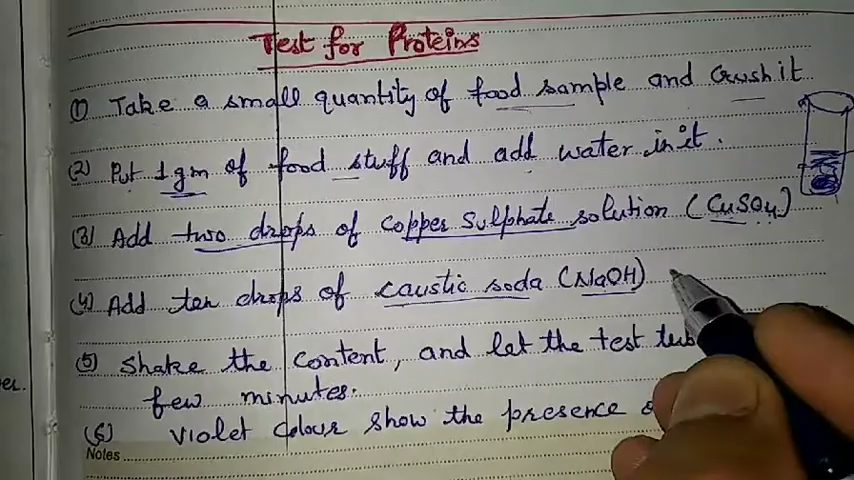 Test for Proteins
(1) Take a small quantity of food sample and Crush it
(2) Put 1gm of food stuff and add water in it.
(3) Add two drops of Copper Sulphate solution (CuSO4)
(4) Add ten drops of caustic soda (NaOH)
(5) Shake the content, and let the test
er. few minutes.
(6) Violet Colour show the presence
Notes